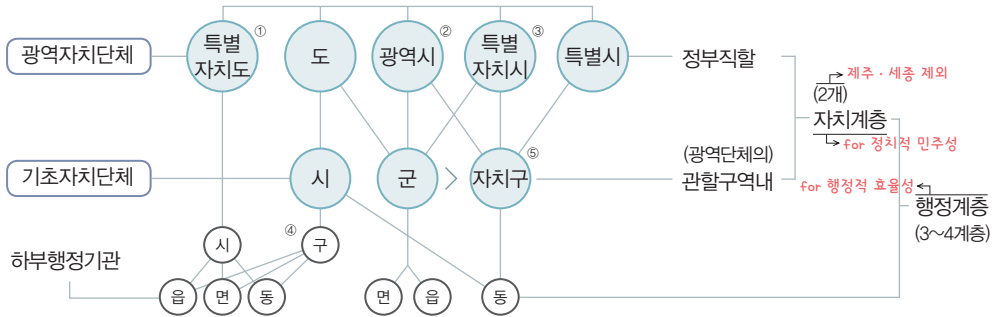 광역자치단체
특별
자치도
①
도
광역시
②
특별
자치시
③
특별시
정부직할
제주 · 세종 제외
(2개)
자치계층
for 정치적 민주성
기초자치단체
시
군
>
자치구
⑤
(광역단체의)
관할구역내
for 행정적 효율성
행정계층
(3~4계층)
하부행정기관
시
④
구
읍
면
동
면
읍
동